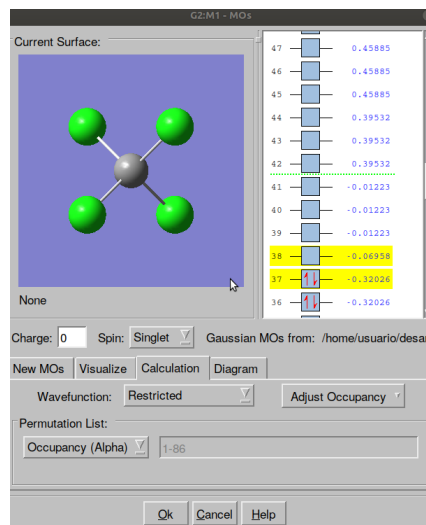 G2:M1 - MOs
Current Surface:
None
47 0.45885
46 0.45885
45 0.45885
44 0.39532
43 0.39532
42 0.39532
41 -0.01223
40 -0.01223
39 -0.01223
38 -0.06958
37 -0.32026
36 -0.32026
Charge: 0 Spin: Singlet Gaussian MOs from: /home/usuario/desar
New MOs Visualize Calculation Diagram
Wavefunction: Restricted Adjust Occupancy
Permutation List:
Occupancy (Alpha) 1-86
Ok Cancel Help